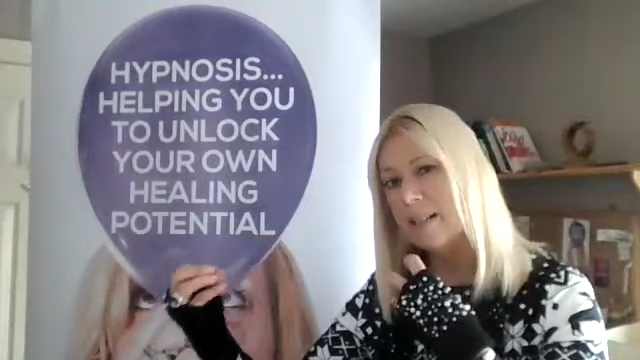 HYPNOSIS...
HELPING YOU
TO UNLOCK
YOUR OWN
HEALING
POTENTIAL